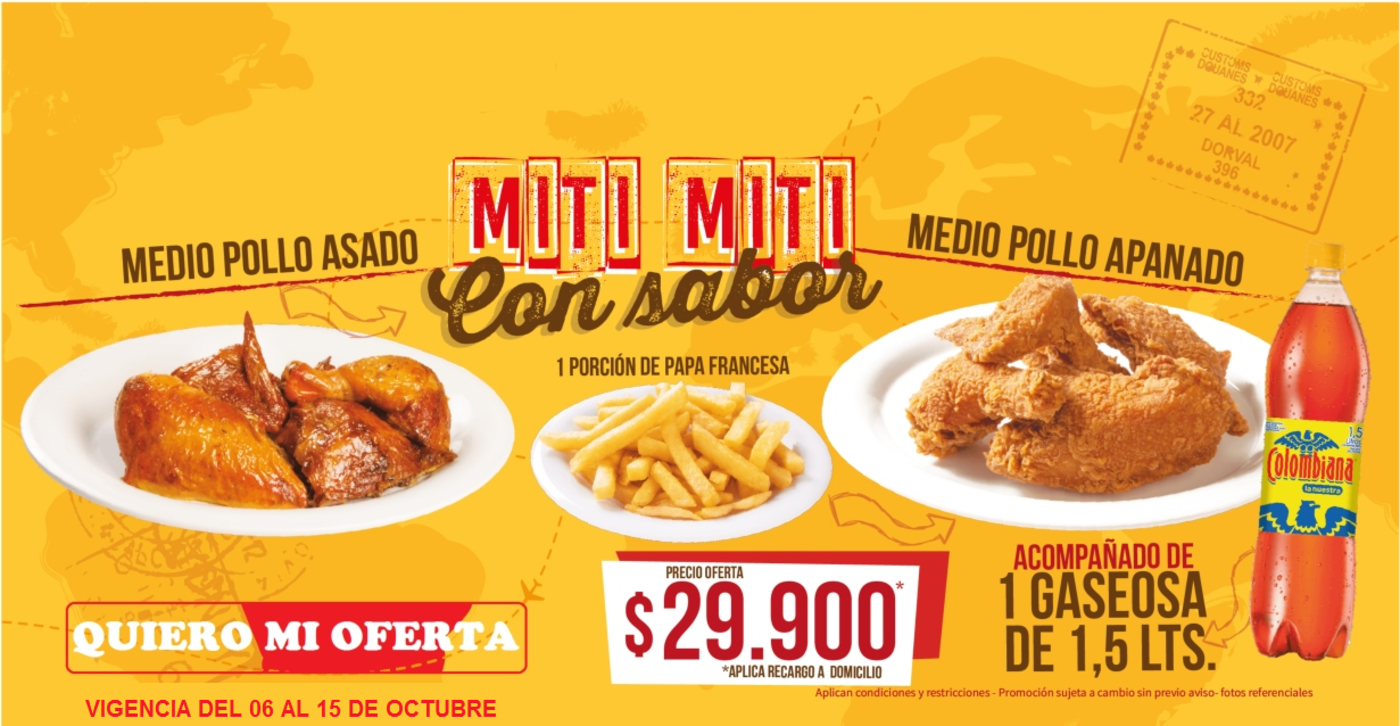 CUSTOMS
DOUANES
CUSTOMS
DOUANES
332
27 AL 2007
DORVAL
396
MITI MITI
Con sabor
MEDIO POLLO ASADO
MEDIO POLLO APANADO
1 PORCIÓN DE PAPA FRANCESA
1,5
Colombiana
la nuestra
PRECIO OFERTA
$29.900*
*APLICA RECARGO A DOMICILIO
ACOMPAÑADO DE
1 GASEOSA
DE 1,5 LTS.
QUIERO MI OFERTA
VIGENCIA DEL 06 AL 15 DE OCTUBRE
Aplican condiciones y restricciones - Promoción sujeta a cambio sin previo aviso- fotos referenciales